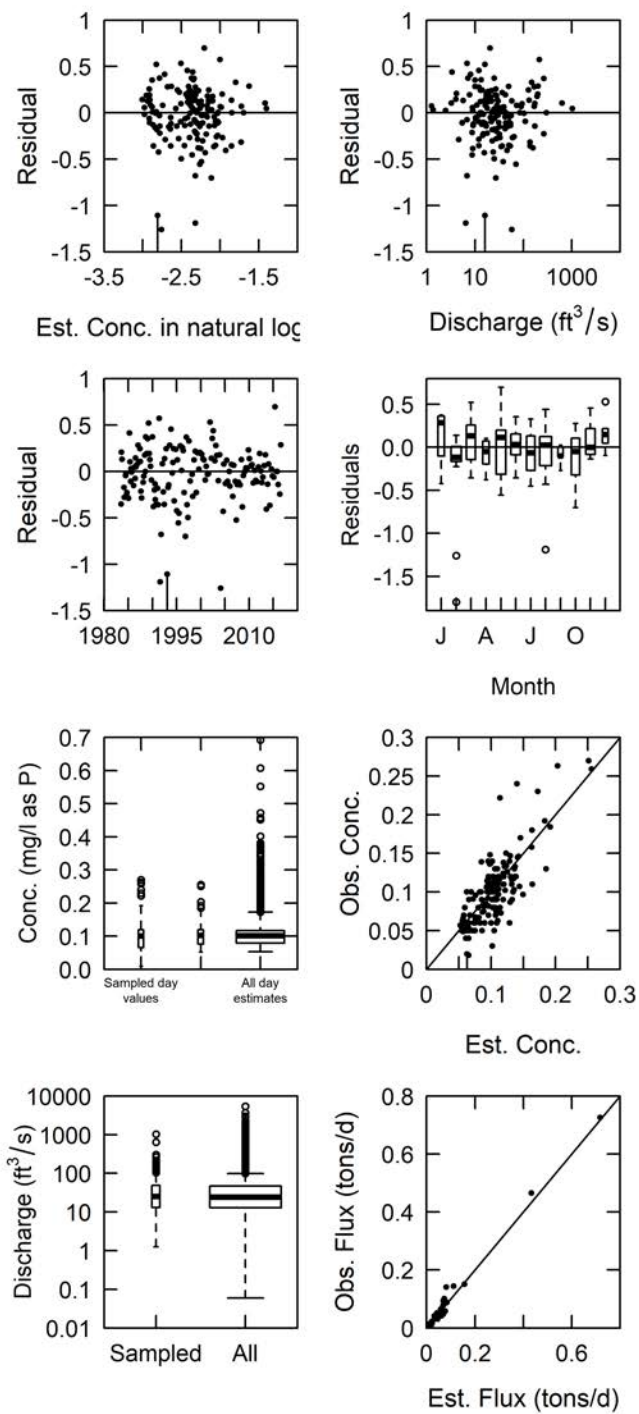 Residual
1
0.5
0
-0.5
-1
-1.5
-3.5 -2.5 -1.5
Est. Conc. in natural log
Residual
1
0.5
0
-0.5
-1
-1.5
1 10 1000
Discharge (ft³/s)
Residual
1
0.5
0
-0.5
-1
-1.5
1980 1995 2010
Residuals
0.5
0.0
-0.5
-1.0
-1.5
J A J O
Month
Conc. (mg/l as P)
0.7
0.6
0.5
0.4
0.3
0.2
0.1
0.0
Sampled day
values
All day
estimates
Obs. Conc.
0.3
0.25
0.2
0.15
0.1
0.05
0
0 0.1 0.2 0.3
Est. Conc.
Discharge (ft³/s)
10000
1000
100
10
1
0.1
0.01
Sampled All
Obs. Flux (tons/d)
0.8
0.6
0.4
0.2
0
0 0.2 0.6
Est. Flux (tons/d)